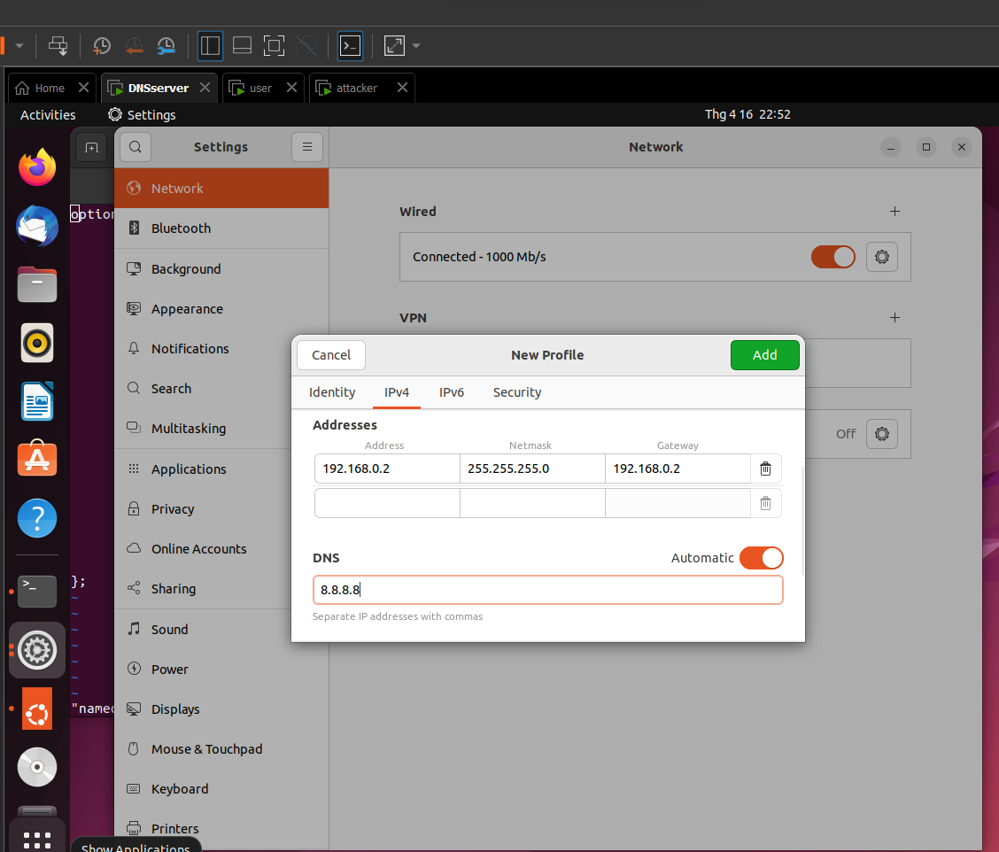 Home
DNSserver
user
attacker
Activities
Settings
Thg 4 16 22:52
Settings
Network
option
};
~
~
~
~
~
~
~
"named
Network
Bluetooth
Background
Appearance
Notifications
Search
Multitasking
Applications
Privacy
Online Accounts
Sharing
Sound
Power
Displays
Mouse & Touchpad
Keyboard
Printers
Wired
Connected - 1000 Mb/s
VPN
Off
Cancel
New Profile
Add
Identity
IPv4
IPv6
Security
Addresses
Address Netmask Gateway
192.168.0.2 255.255.255.0 192.168.0.2
DNS
Automatic
8.8.8.8
Separate IP addresses with commas
Show Applications